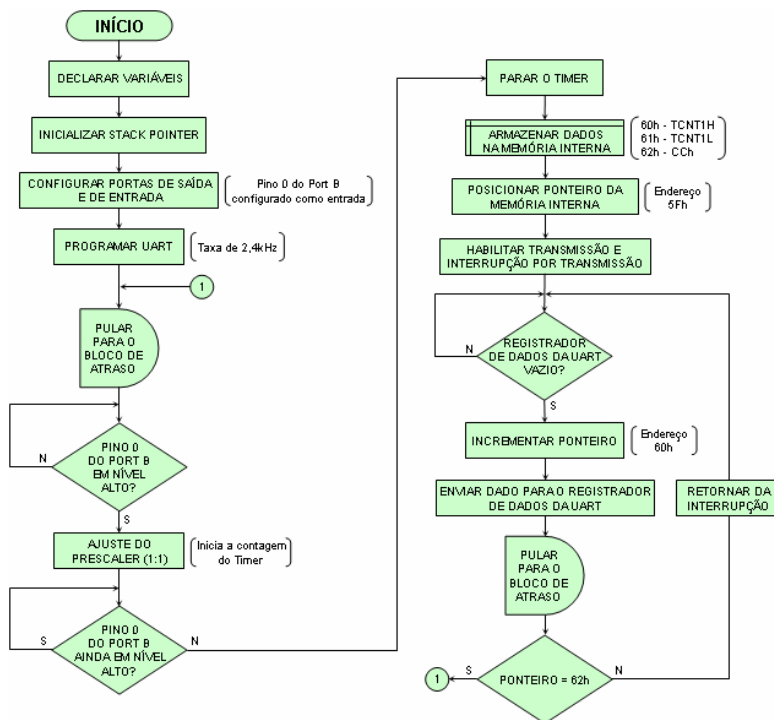 INÍCIO
DECLARAR VARIÁVEIS
INICIALIZAR STACK POINTER
CONFIGURAR PORTAS DE SAÍDA
E DE ENTRADA
Pino 0 do Port B
configurado como entrada
PROGRAMAR UART
Taxa de 2,4kHz
1
PULAR
PARA O
BLOCO DE
ATRASO
PINO 0
DO PORT B
EM NÍVEL
ALTO?
N
S
AJUSTE DO
PRESCALER (1:1)
Inicia a contagem
do Timer
PINO 0
DO PORT B
AINDA EM NÍVEL
ALTO?
S
N
PARAR O TIMER
ARMAZENAR DADOS
NA MEMÓRIA INTERNA
60h - TCNT1H
61h - TCNT1L
62h - CCh
POSICIONAR PONTEIRO DA
MEMÓRIA INTERNA
Endereço
5Fh
HABILITAR TRANSMISSÃO E
INTERRUPÇÃO POR TRANSMISSÃO
REGISTRADOR
DE DADOS DA UART
VAZIO?
N
S
INCREMENTAR PONTEIRO
Endereço
60h
ENVIAR DADO PARA O REGISTRADOR
DE DADOS DA UART
RETORNAR DA
INTERRUPÇÃO
PULAR
PARA O
BLOCO DE
ATRASO
PONTEIRO = 62h
S
N
1